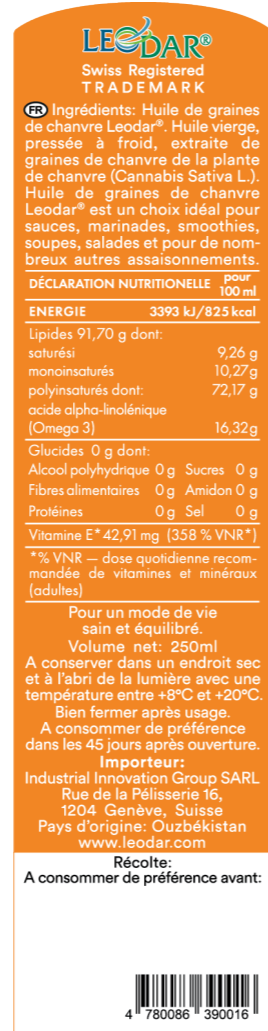 LEODAR®
Swiss Registered
TRADEMARK
FR Ingrédients: Huile de graines
de chanvre Leodar®. Huile vierge,
pressée à froid, extraite de
graines de chanvre de la plante
de chanvre (Cannabis Sativa L.).
Huile de graines de chanvre
Leodar® est un choix idéal pour
sauces, marinades, smoothies,
soupes, salades et pour de nom-
breux autres assaisonnements.
DÉCLARATION NUTRITIONELLE pour 100 ml
ENERGIE 3393 kJ/825 kcal
Lipides 91,70 g dont:
saturési 9,26 g
monoinsaturés 10,27g
polyinsaturés dont: 72,17 g
acide alpha-linolénique
(Omega 3) 16,32g
Glucides 0 g dont:
Alcool polyhydrique 0 g Sucres 0 g
Fibres alimentaires 0 g Amidon 0 g
Protéines 0 g Sel 0 g
Vitamine E* 42,91 mg (358 % VNR*)
*% VNR — dose quotidienne recom-
mandée de vitamines et minéraux
(adultes)
Pour un mode de vie
sain et équilibré.
Volume net: 250ml
A conserver dans un endroit sec
et à l'abri de la lumière avec une
température entre +8°C et +20°C.
Bien fermer après usage.
A consommer de préférence
dans les 45 jours après ouverture.
Importeur:
Industrial Innovation Group SARL
Rue de la Pélisserie 16,
1204 Genève, Suisse
Pays d'origine: Ouzbékistan
www.leodar.com
Récolte:
A consommer de préférence avant:
4 780086 390016